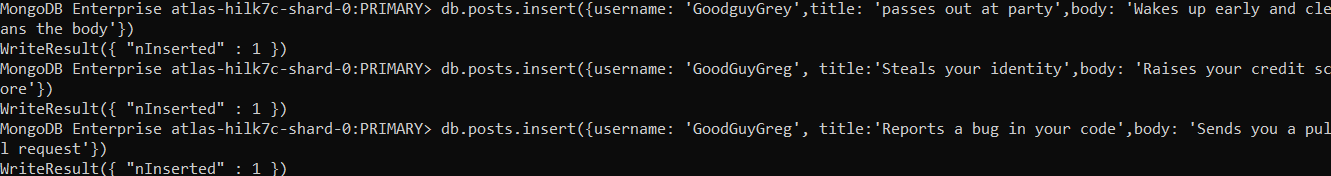 MongoDB Enterprise atlas-hilk7c-shard-0:PRIMARY> db.posts.insert({username: 'GoodguyGrey',title: 'passes out at party',body: 'Wakes up early and cle
ans the body'})
WriteResult({ "nInserted" : 1 })
MongoDB Enterprise atlas-hilk7c-shard-0:PRIMARY> db.posts.insert({username: 'GoodGuyGreg', title:'Steals your identity',body: 'Raises your credit sc
ore'})
WriteResult({ "nInserted" : 1 })
MongoDB Enterprise atlas-hilk7c-shard-0:PRIMARY> db.posts.insert({username: 'GoodGuyGreg', title:'Reports a bug in your code',body: 'Sends you a pul
l request'})
WriteResult({ "nInserted" : 1 })